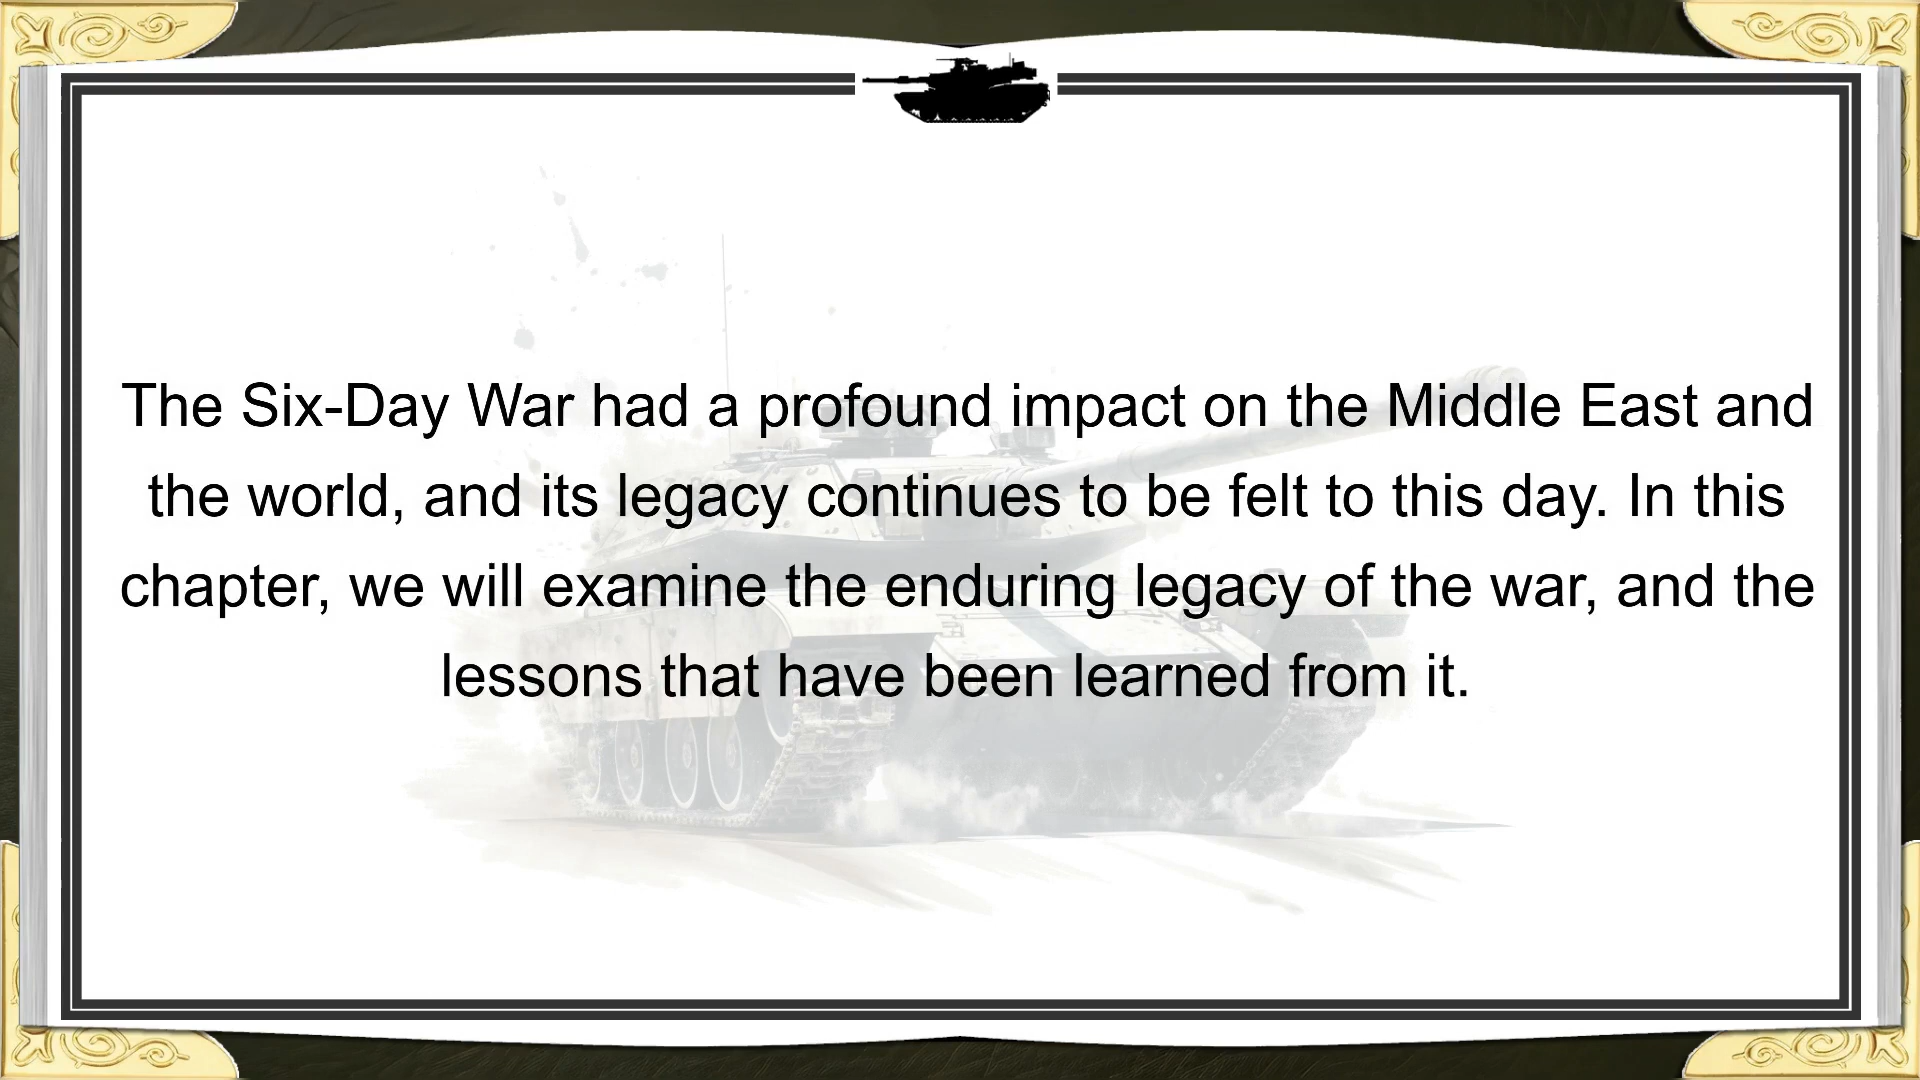 The Six-Day War had a profound impact on the Middle East and
the world, and its legacy continues to be felt to this day. In this
chapter, we will examine the enduring legacy of the war, and the
lessons that have been learned from it.